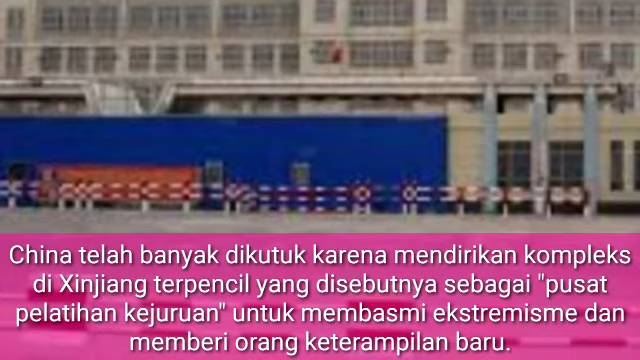 China telah banyak dikutuk karena mendirikan kompleks
di Xinjiang terpencil yang disebutnya sebagai "pusat
pelatihan kejuruan" untuk membasmi ekstremisme dan
memberi orang keterampilan baru.